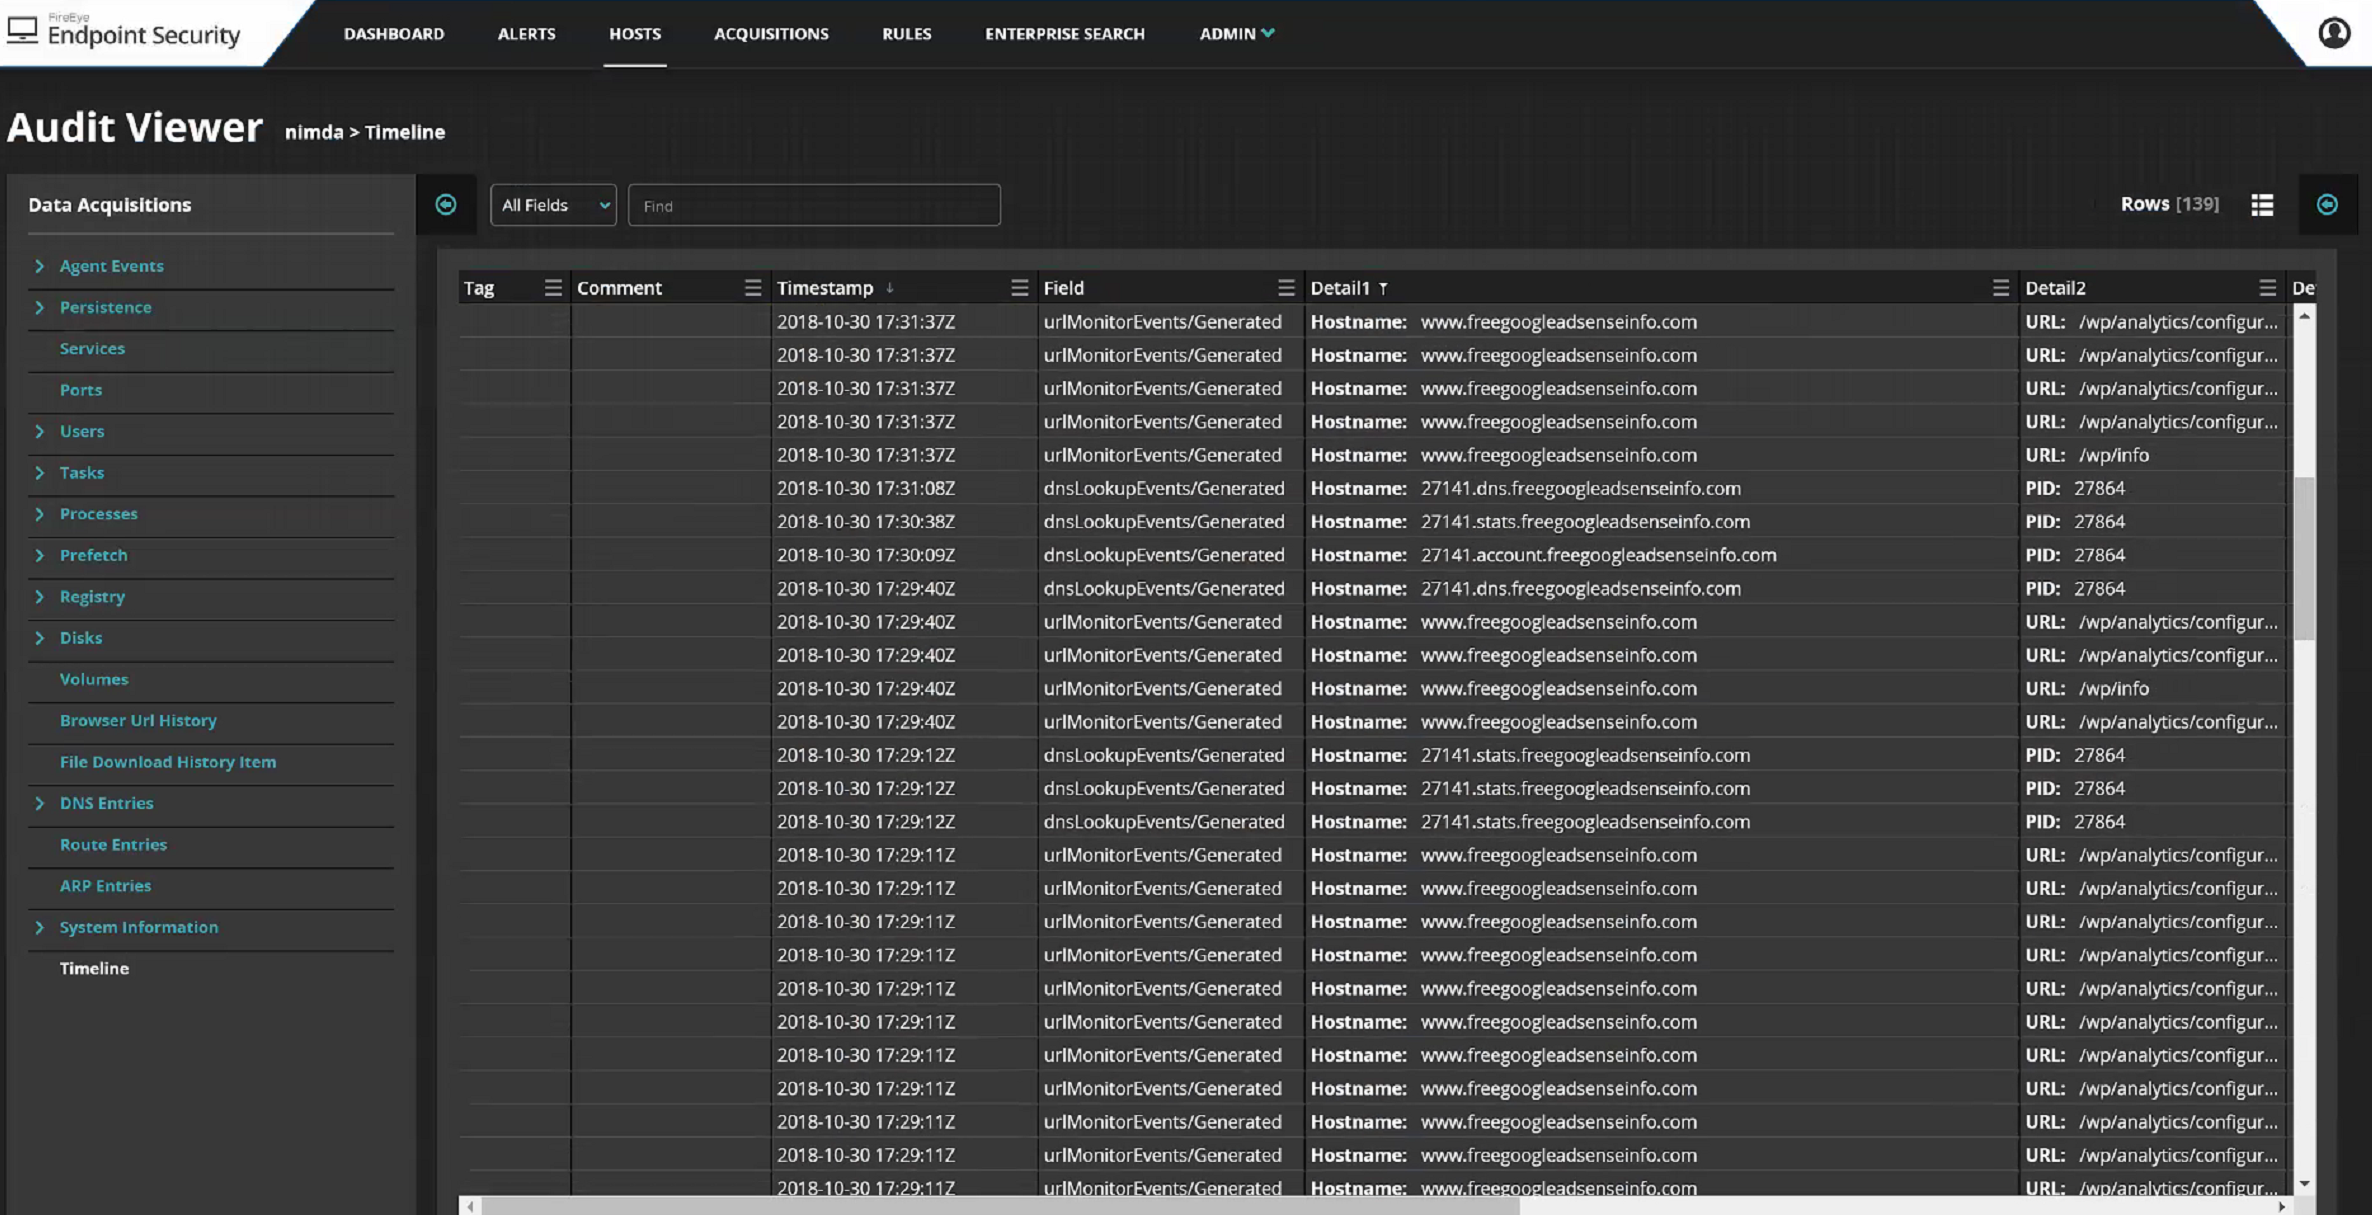 FireEye
Endpoint Security
DASHBOARD ALERTS HOSTS ACQUISITIONS RULES ENTERPRISE SEARCH ADMIN
Audit Viewer nimda > Timeline
Data Acquisitions
All Fields Find Rows [139]
Agent Events
Persistence
Services
Ports
Users
Tasks
Processes
Prefetch
Registry
Disks
Volumes
Browser Url History
File Download History Item
DNS Entries
Route Entries
ARP Entries
System Information
Timeline
Tag Comment Timestamp ↓ Field Detail1 Detail2 De
2018-10-30 17:31:37Z urlMonitorEvents/Generated Hostname: www.freegoogleadsenseinfo.com URL: /wp/analytics/configur...
2018-10-30 17:31:37Z urlMonitorEvents/Generated Hostname: www.freegoogleadsenseinfo.com URL: /wp/analytics/configur...
2018-10-30 17:31:37Z urlMonitorEvents/Generated Hostname: www.freegoogleadsenseinfo.com URL: /wp/analytics/configur...
2018-10-30 17:31:37Z urlMonitorEvents/Generated Hostname: www.freegoogleadsenseinfo.com URL: /wp/analytics/configur...
2018-10-30 17:31:37Z urlMonitorEvents/Generated Hostname: www.freegoogleadsenseinfo.com URL: /wp/info
2018-10-30 17:31:08Z dnsLookupEvents/Generated Hostname: 27141.dns.freegoogleadsenseinfo.com PID: 27864
2018-10-30 17:30:38Z dnsLookupEvents/Generated Hostname: 27141.stats.freegoogleadsenseinfo.com PID: 27864
2018-10-30 17:30:09Z dnsLookupEvents/Generated Hostname: 27141.account.freegoogleadsenseinfo.com PID: 27864
2018-10-30 17:29:40Z dnsLookupEvents/Generated Hostname: 27141.dns.freegoogleadsenseinfo.com PID: 27864
2018-10-30 17:29:40Z urlMonitorEvents/Generated Hostname: www.freegoogleadsenseinfo.com URL: /wp/analytics/configur...
2018-10-30 17:29:40Z urlMonitorEvents/Generated Hostname: www.freegoogleadsenseinfo.com URL: /wp/analytics/configur...
2018-10-30 17:29:40Z urlMonitorEvents/Generated Hostname: www.freegoogleadsenseinfo.com URL: /wp/info
2018-10-30 17:29:40Z urlMonitorEvents/Generated Hostname: www.freegoogleadsenseinfo.com URL: /wp/analytics/configur...
2018-10-30 17:29:12Z dnsLookupEvents/Generated Hostname: 27141.stats.freegoogleadsenseinfo.com PID: 27864
2018-10-30 17:29:12Z dnsLookupEvents/Generated Hostname: 27141.stats.freegoogleadsenseinfo.com PID: 27864
2018-10-30 17:29:12Z dnsLookupEvents/Generated Hostname: 27141.stats.freegoogleadsenseinfo.com PID: 27864
2018-10-30 17:29:11Z urlMonitorEvents/Generated Hostname: www.freegoogleadsenseinfo.com URL: /wp/analytics/configur...
2018-10-30 17:29:11Z urlMonitorEvents/Generated Hostname: www.freegoogleadsenseinfo.com URL: /wp/analytics/configur...
2018-10-30 17:29:11Z urlMonitorEvents/Generated Hostname: www.freegoogleadsenseinfo.com URL: /wp/analytics/configur...
2018-10-30 17:29:11Z urlMonitorEvents/Generated Hostname: www.freegoogleadsenseinfo.com URL: /wp/analytics/configur...
2018-10-30 17:29:11Z urlMonitorEvents/Generated Hostname: www.freegoogleadsenseinfo.com URL: /wp/analytics/configur...
2018-10-30 17:29:11Z urlMonitorEvents/Generated Hostname: www.freegoogleadsenseinfo.com URL: /wp/analytics/configur...
2018-10-30 17:29:11Z urlMonitorEvents/Generated Hostname: www.freegoogleadsenseinfo.com URL: /wp/analytics/configur...
2018-10-30 17:29:11Z urlMonitorEvents/Generated Hostname: www.freegoogleadsenseinfo.com URL: /wp/analytics/configur...
2018-10-30 17:29:11Z urlMonitorEvents/Generated Hostname: www.freegoogleadsenseinfo.com URL: /wp/analytics/configur...
2018-10-30 17:29:11Z urlMonitorEvents/Generated Hostname: www.freegoogleadsenseinfo.com URL: /wp/analytics/configur...
2018-10-30 17:29:11Z urlMonitorEvents/Generated Hostname: www.freegoogleadsenseinfo.com URL: /wp/analytics/configur...